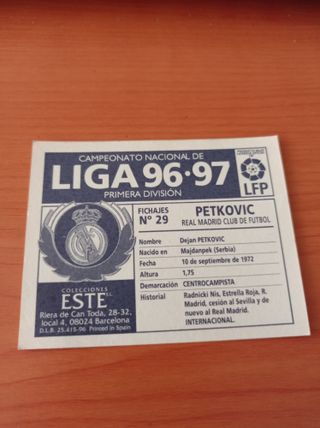 CAMPEONATO NACIONAL DE
LIGA 96·97
PRIMERA DIVISIÓN
LFP
FICHAJES
Nº 29
PETKOVIC
REAL MADRID CLUB DE FUTBOL
Nombre Dejan PETKOVIC
Nacido en Majdanpek (Serbia)
Fecha 10 de septiembre de 1972
Altura 1,75
Demarcación CENTROCAMPISTA
Historial Radnicki Nis, Estrella Roja, R.
Madrid, cesión al Sevilla y de
nuevo al Real Madrid.
INTERNACIONAL.
COLECCIONES
ESTE
Riera de Can Toda, 28-32,
local 4, 08024 Barcelona
D.L.B. 25.415-96 Printed in Spain